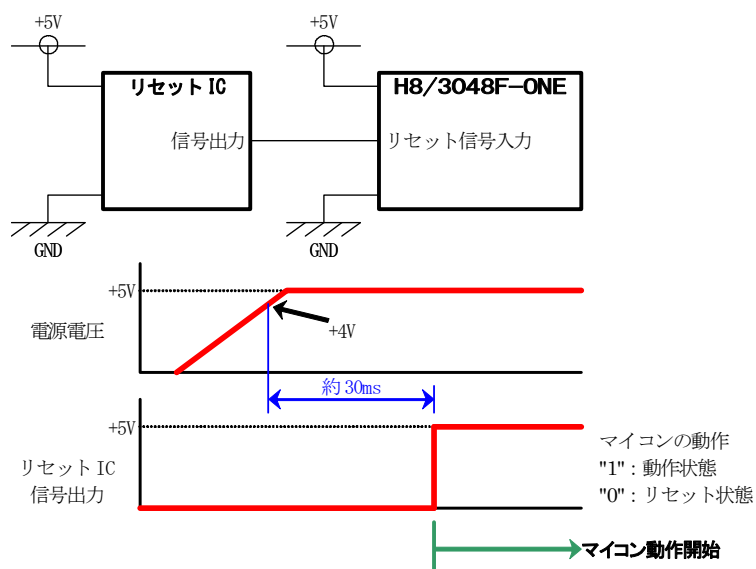 +5V
+5V
リセット IC
H8/3048F-ONE
信号出力
リセット信号入力
GND
GND
+5V
電源電圧
+4V
約 30ms
+5V
リセット IC
信号出力
マイコンの動作
"1"：動作状態
"0"：リセット状態
マイコン動作開始